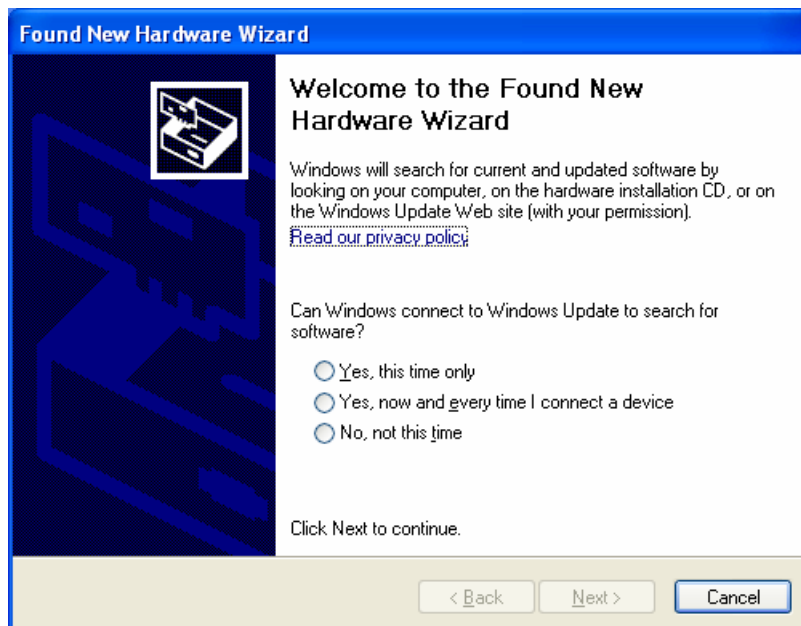 Found New Hardware Wizard
Welcome to the Found New
Hardware Wizard
Windows will search for current and updated software by
looking on your computer, on the hardware installation CD, or on
the Windows Update Web site (with your permission).
Read our privacy policy
Can Windows connect to Windows Update to search for
software?
Yes, this time only
Yes, now and every time I connect a device
No, not this time
Click Next to continue.
< Back Next > Cancel